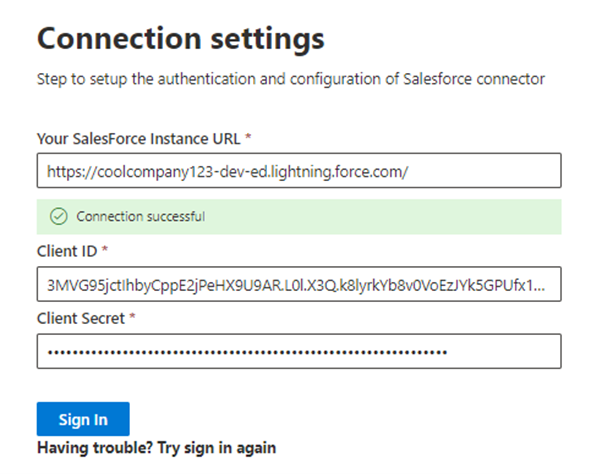 Connection settings
Step to setup the authentication and configuration of Salesforce connector
Your SalesForce Instance URL *
https://coolcompany123-dev-ed.lightning.force.com/
Connection successful
Client ID *
3MVG95jctIhbyCppE2jPeHX9U9AR.L0l.X3Q.k8lyrkYb8v0VoEzJYk5GPUfx1...
Client Secret *
••••••••••••••••••••••••••••••••••••••••••••••••••••••••••••••••
Sign In
Having trouble? Try sign in again